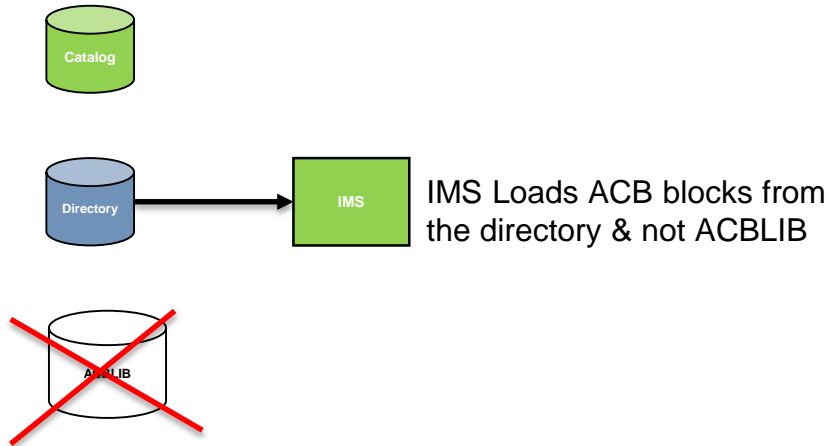 Catalog
Directory
IMS
IMS Loads ACB blocks from
the directory & not ACBLIB
ACBLIB